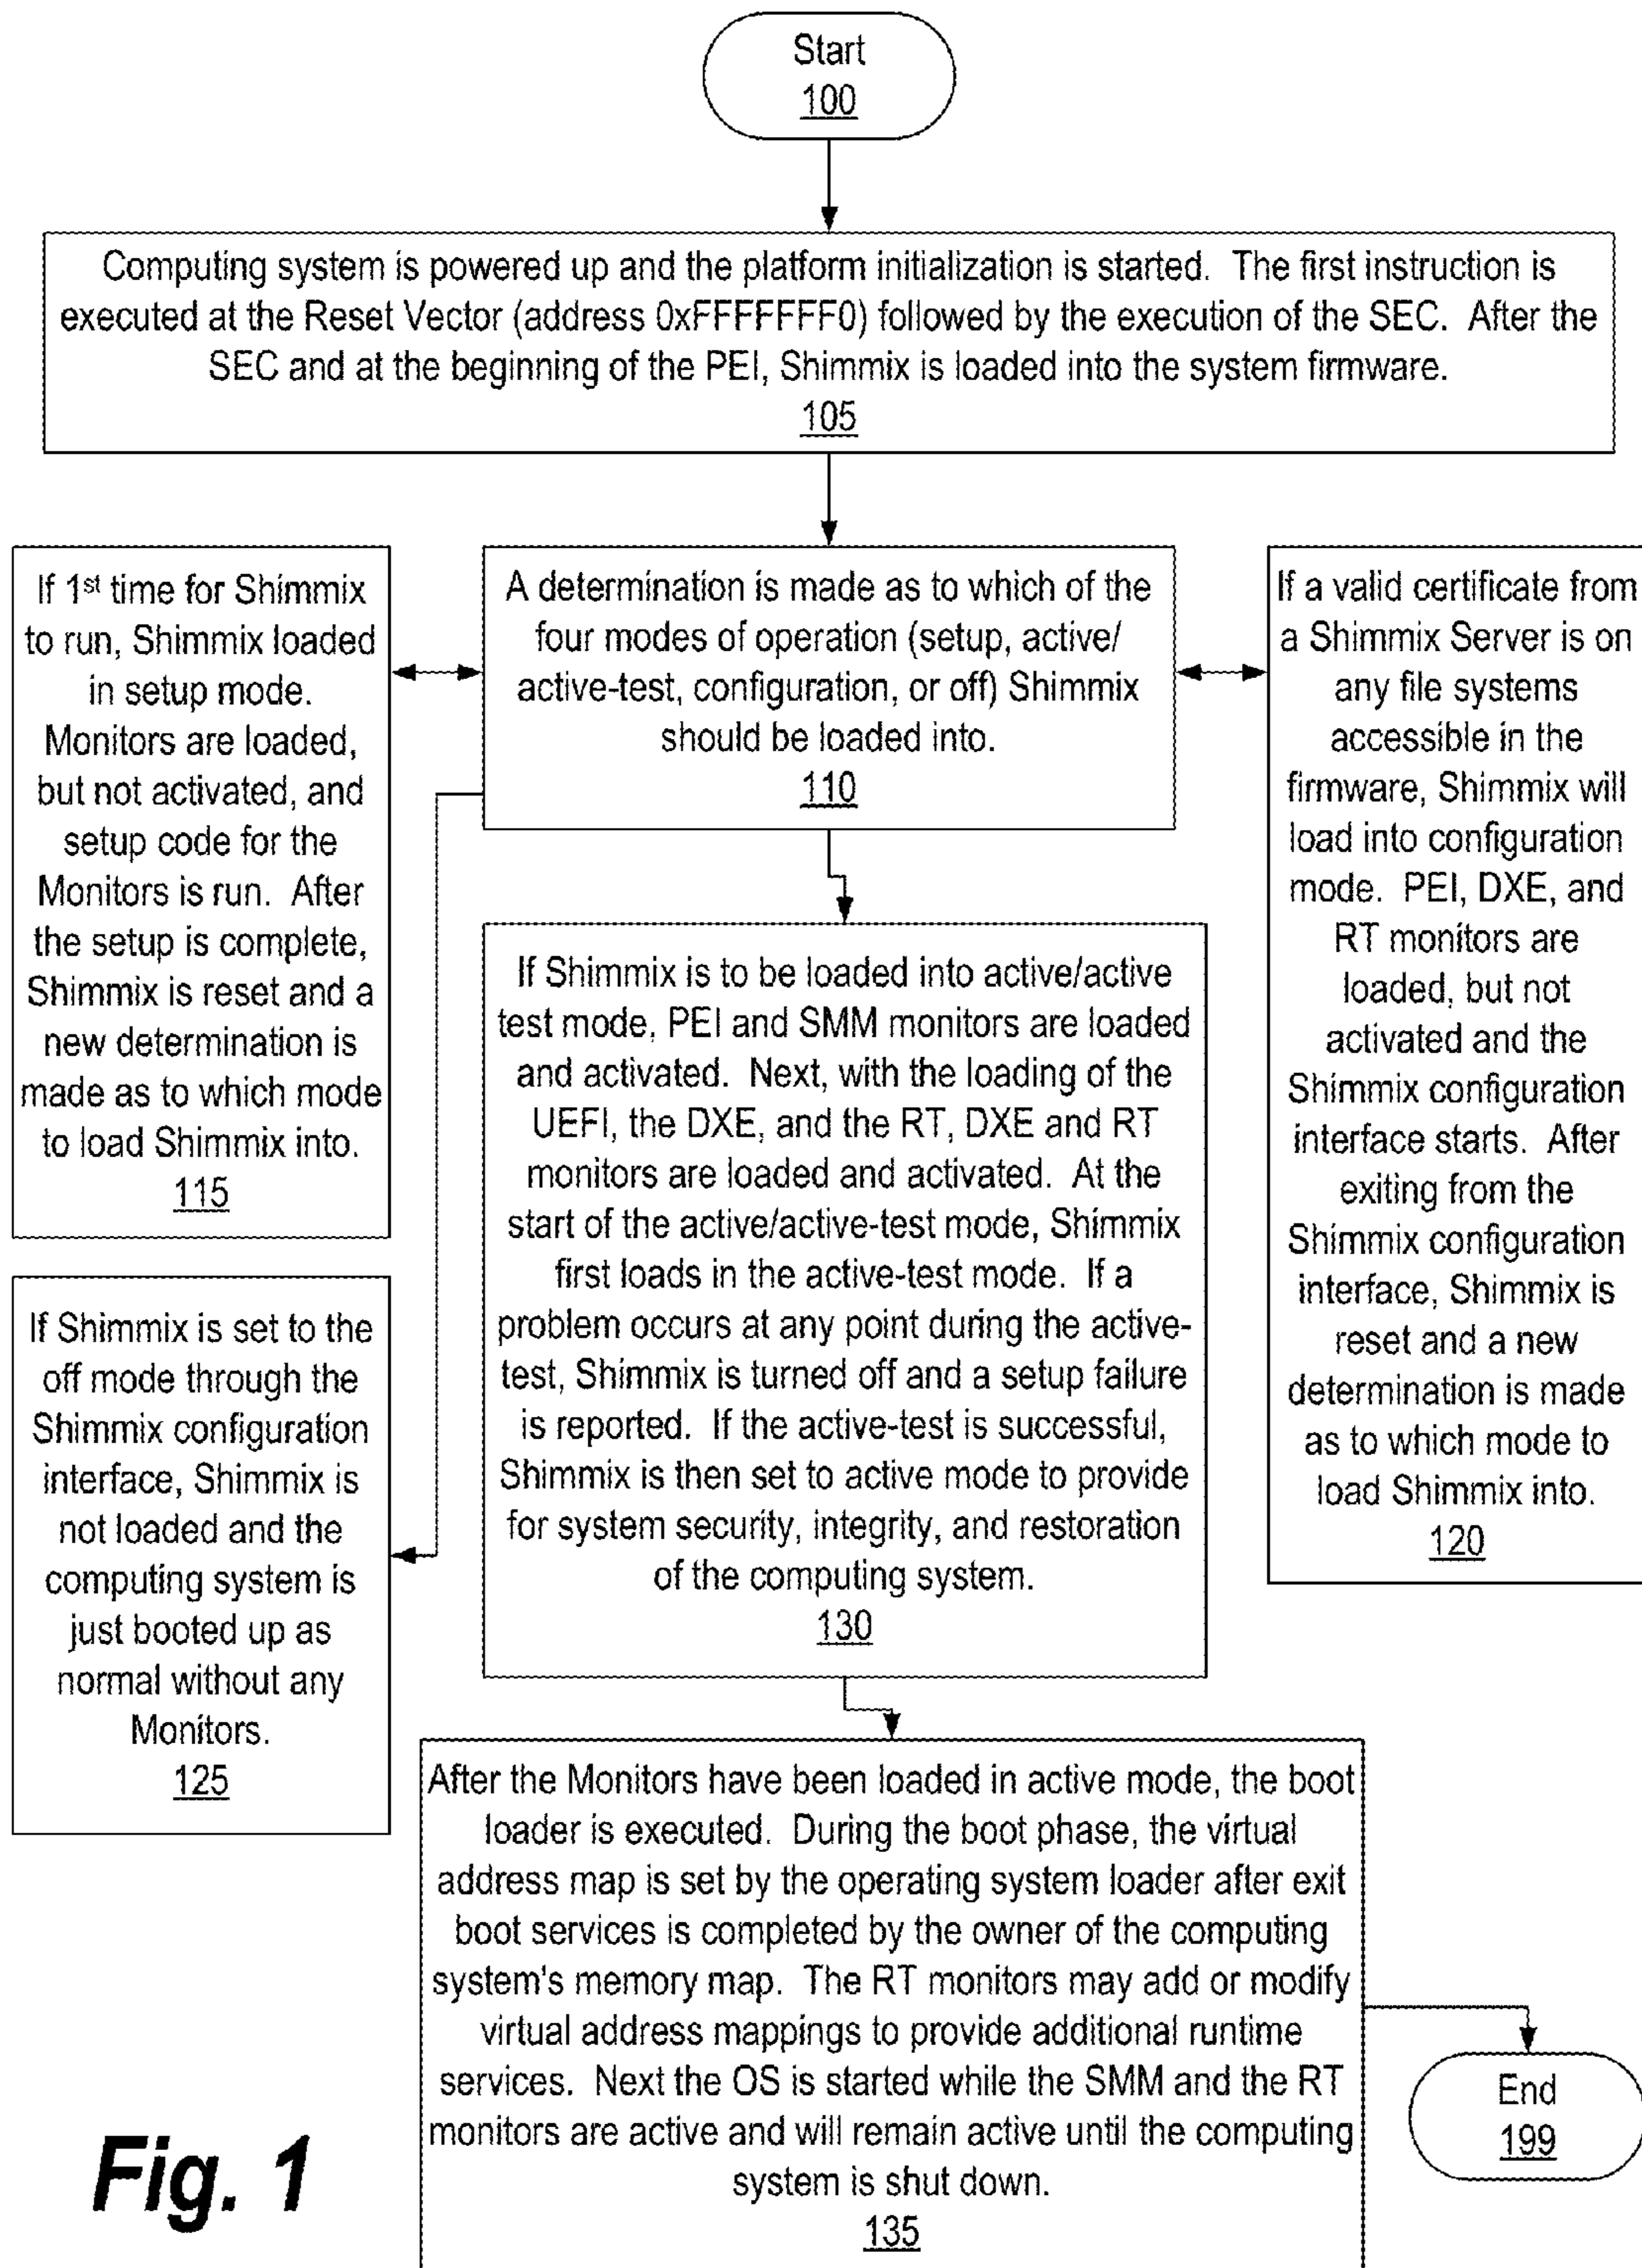 Start
100
Computing system is powered up and the platform initialization is started. The first instruction is
executed at the Reset Vector (address 0xFFFFFFF0) followed by the execution of the SEC. After the
SEC and at the beginning of the PEI, Shimmix is loaded into the system firmware.
105
A determination is made as to which of the
four modes of operation (setup, active/
active-test, configuration, or off) Shimmix
should be loaded into.
110
If 1st time for Shimmix
to run, Shimmix loaded
in setup mode.
Monitors are loaded,
but not activated, and
setup code for the
Monitors is run. After
the setup is complete,
Shimmix is reset and a
new determination is
made as to which mode
to load Shimmix into.
115
If a valid certificate from
a Shimmix Server is on
any file systems
accessible in the
firmware, Shimmix will
load into configuration
mode. PEI, DXE, and
RT monitors are
loaded, but not
activated and the
Shimmix configuration
interface starts. After
exiting from the
Shimmix configuration
interface, Shimmix is
reset and a new
determination is made
as to which mode to
load Shimmix into.
120
If Shimmix is set to the
off mode through the
Shimmix configuration
interface, Shimmix is
not loaded and the
computing system is
just booted up as
normal without any
Monitors.
125
If Shimmix is to be loaded into active/active
test mode, PEI and SMM monitors are loaded
and activated. Next, with the loading of the
UEFI, the DXE, and the RT, DXE and RT
monitors are loaded and activated. At the
start of the active/active-test mode, Shimmix
first loads in the active-test mode. If a
problem occurs at any point during the active-
test, Shimmix is turned off and a setup failure
is reported. If the active-test is successful,
Shimmix is then set to active mode to provide
for system security, integrity, and restoration
of the computing system.
130
After the Monitors have been loaded in active mode, the boot
loader is executed. During the boot phase, the virtual
address map is set by the operating system loader after exit
boot services is completed by the owner of the computing
system's memory map. The RT monitors may add or modify
virtual address mappings to provide additional runtime
services. Next the OS is started while the SMM and the RT
monitors are active and will remain active until the computing
system is shut down.
135
End
199
Fig. 1